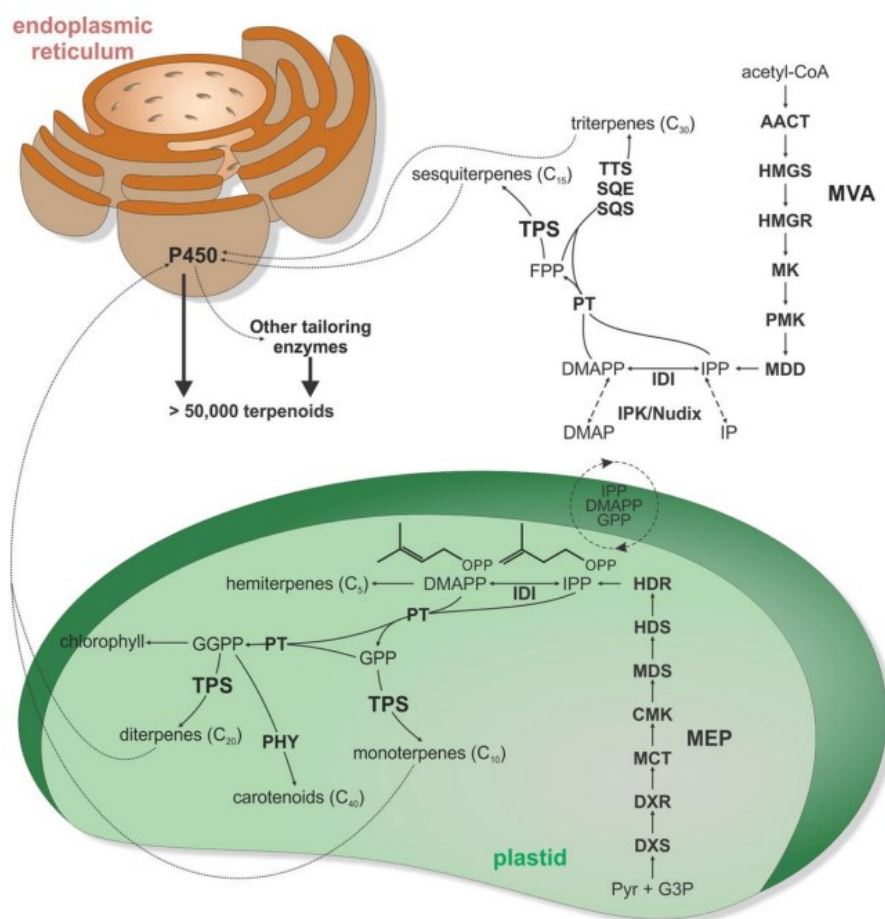 endoplasmic
reticulum
acetyl-CoA
AACT
HMGS
HMGR
MK
PMK
MDD
MVA
triterpenes (C₃₀)
TTS
SQE
SQS
sesquiterpenes (C₁₅)
TPS
FPP
PT
DMAPP
IDI
IPP
IPK/Nudix
DMAP
IP
P450
Other tailoring
enzymes
> 50,000 terpenoids
IPP
DMAPP
GPP
OPP
OPP
hemiterpenes (C₅)
DMAPP
IDI
IPP
HDR
HDS
MDS
CMK
MCT
DXR
DXS
Pyr + G3P
MEP
PT
chlorophyll
GGPP
PT
GPP
TPS
TPS
diterpenes (C₂₀)
PHY
monoterpenes (C₁₀)
carotenoids (C₄₀)
plastid